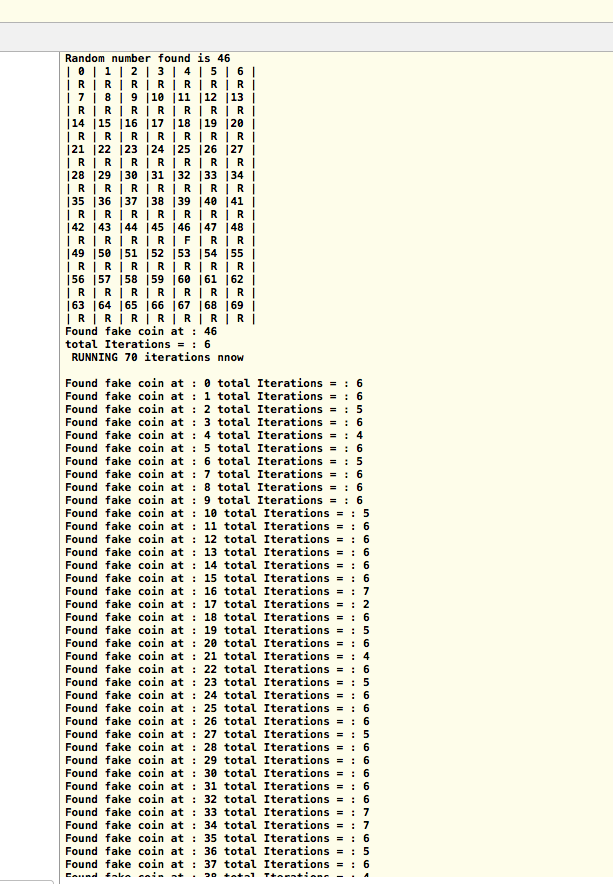 Random number found is 46
| 0 | 1 | 2 | 3 | 4 | 5 | 6 |
| R | R | R | R | R | R | R |
| 7 | 8 | 9 |10 |11 |12 |13 |
| R | R | R | R | R | R | R |
|14 |15 |16 |17 |18 |19 |20 |
| R | R | R | R | R | R | R |
|21 |22 |23 |24 |25 |26 |27 |
| R | R | R | R | R | R | R |
|28 |29 |30 |31 |32 |33 |34 |
| R | R | R | R | R | R | R |
|35 |36 |37 |38 |39 |40 |41 |
| R | R | R | R | R | R | R |
|42 |43 |44 |45 |46 |47 |48 |
| R | R | R | R | F | R | R |
|49 |50 |51 |52 |53 |54 |55 |
| R | R | R | R | R | R | R |
|56 |57 |58 |59 |60 |61 |62 |
| R | R | R | R | R | R | R |
|63 |64 |65 |66 |67 |68 |69 |
| R | R | R | R | R | R | R |
Found fake coin at : 46
total Iterations = : 6
RUNNING 70 iterations nnow
Found fake coin at : 0 total Iterations = : 6
Found fake coin at : 1 total Iterations = : 6
Found fake coin at : 2 total Iterations = : 5
Found fake coin at : 3 total Iterations = : 6
Found fake coin at : 4 total Iterations = : 4
Found fake coin at : 5 total Iterations = : 6
Found fake coin at : 6 total Iterations = : 5
Found fake coin at : 7 total Iterations = : 6
Found fake coin at : 8 total Iterations = : 6
Found fake coin at : 9 total Iterations = : 6
Found fake coin at : 10 total Iterations = : 5
Found fake coin at : 11 total Iterations = : 6
Found fake coin at : 12 total Iterations = : 6
Found fake coin at : 13 total Iterations = : 6
Found fake coin at : 14 total Iterations = : 6
Found fake coin at : 15 total Iterations = : 6
Found fake coin at : 16 total Iterations = : 7
Found fake coin at : 17 total Iterations = : 2
Found fake coin at : 18 total Iterations = : 6
Found fake coin at : 19 total Iterations = : 5
Found fake coin at : 20 total Iterations = : 6
Found fake coin at : 21 total Iterations = : 4
Found fake coin at : 22 total Iterations = : 6
Found fake coin at : 23 total Iterations = : 5
Found fake coin at : 24 total Iterations = : 6
Found fake coin at : 25 total Iterations = : 6
Found fake coin at : 26 total Iterations = : 6
Found fake coin at : 27 total Iterations = : 5
Found fake coin at : 28 total Iterations = : 6
Found fake coin at : 29 total Iterations = : 6
Found fake coin at : 30 total Iterations = : 6
Found fake coin at : 31 total Iterations = : 6
Found fake coin at : 32 total Iterations = : 6
Found fake coin at : 33 total Iterations = : 7
Found fake coin at : 34 total Iterations = : 7
Found fake coin at : 35 total Iterations = : 6
Found fake coin at : 36 total Iterations = : 5
Found fake coin at : 37 total Iterations = : 6
Found fake coin at : 38 total Iterations = : 4